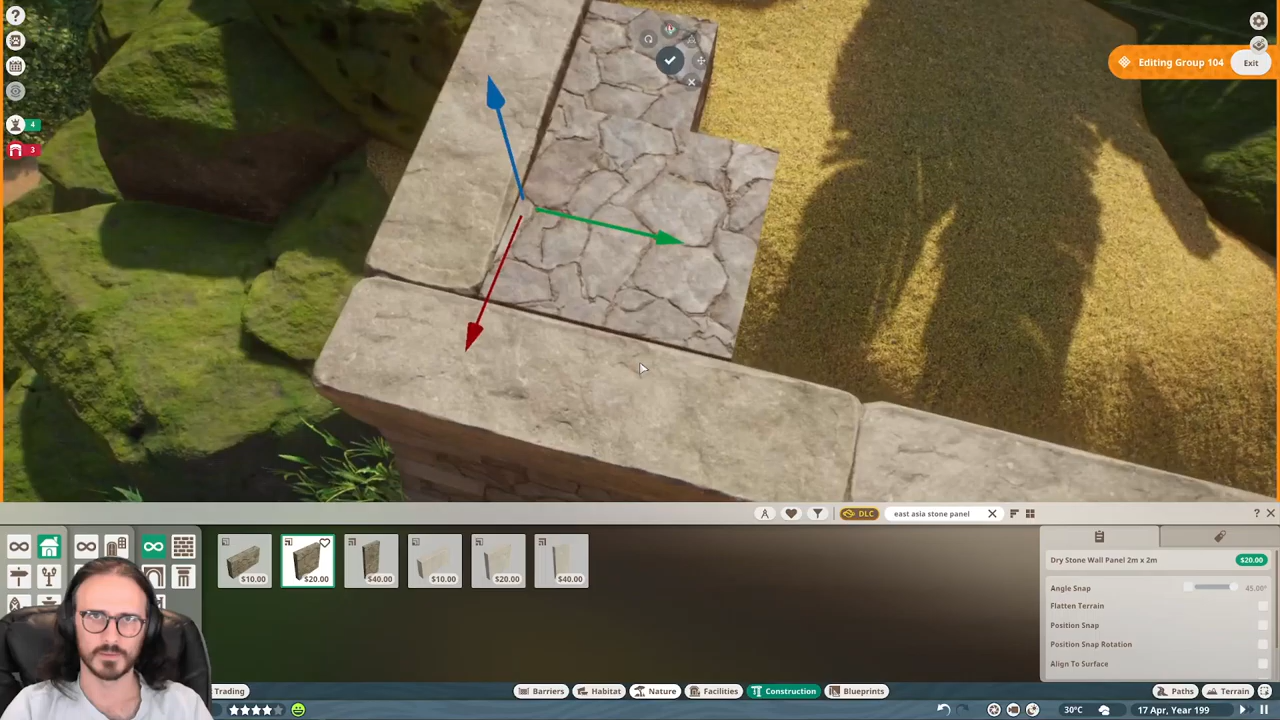 ?
4
3
Editing Group 104
Exit
DLC
east asia stone panel
?
$10.00
$20.00
$40.00
$10.00
$20.00
$40.00
Dry Stone Wall Panel 2m x 2m
$20.00
Angle Snap
45.00°
Flatten Terrain
Position Snap
Position Snap Rotation
Align To Surface
Trading
Barriers
Habitat
Nature
Facilities
Construction
Blueprints
Paths
Terrain
30°C
17 Apr, Year 199